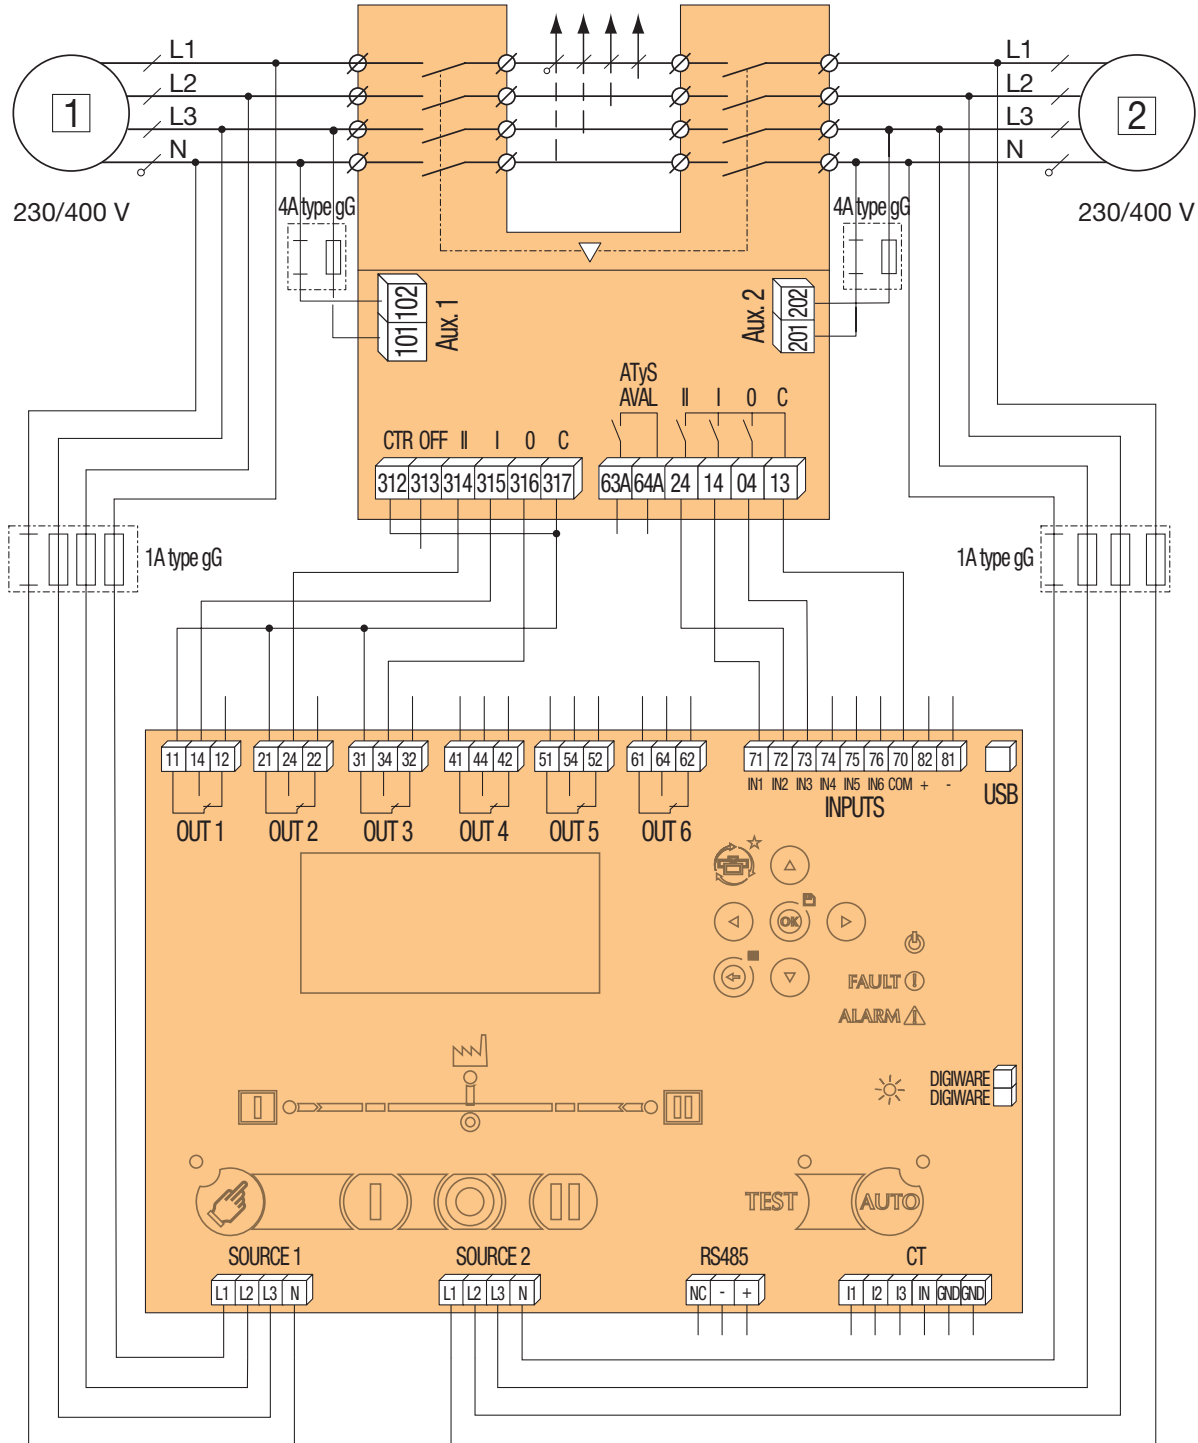 L1 L1
L2 L2
L3 L3
N N
1 2
230/400 V 230/400 V
4A type gG 4A type gG
102 101 Aux. 1
Aux. 2 202 201
ATyS
AVAL II I 0 C
CTR OFF II I 0 C
312 313 314 315 316 317
63A 64A 24 14 04 13
1A type gG 1A type gG
11 14 12 21 24 22 31 34 32 41 44 42 51 54 52 61 64 62
71 72 73 74 75 76 70 82 81
IN1 IN2 IN3 IN4 IN5 IN6 COM + -
OUT 1 OUT 2 OUT 3 OUT 4 OUT 5 OUT 6
INPUTS
USB
OK
FAULT
ALARM
DIGIWARE
DIGIWARE
I II
I II
TEST AUTO
SOURCE 1 SOURCE 2 RS485 CT
L1 L2 L3 N L1 L2 L3 N NC - + I1 I2 I3 IN GND GND